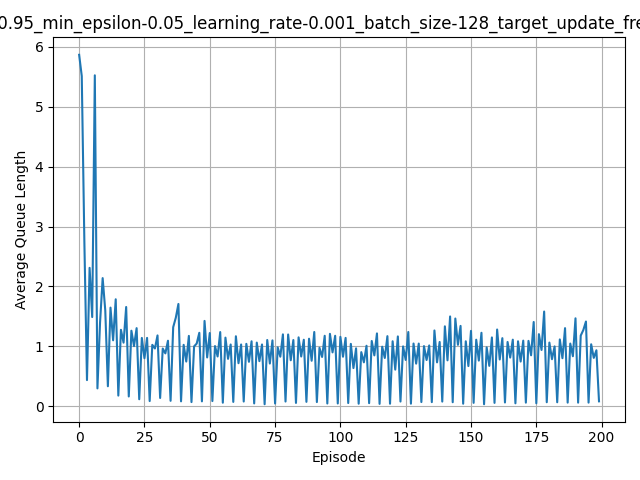 0.95_min_epsilon-0.05_learning_rate-0.001_batch_size-128_target_update_fre
6
5
4
3
2
1
0
Average Queue Length
0 25 50 75 100 125 150 175 200
Episode